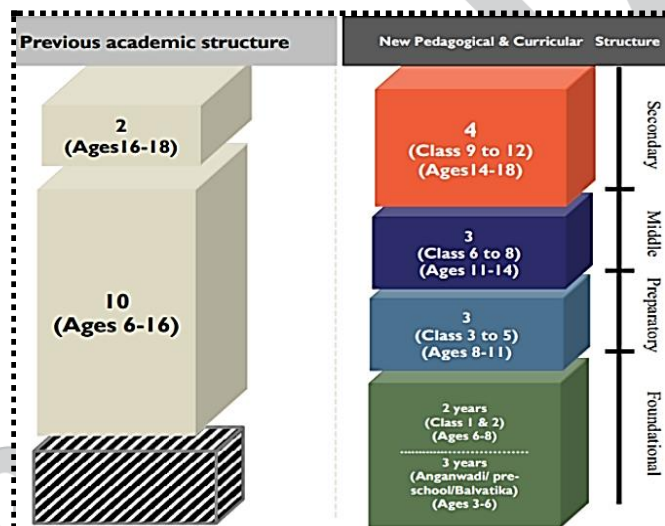 Previous academic structure
2
(Ages16-18)
10
(Ages 6-16)
New Pedagogical & Curricular Structure
4
(Class 9 to 12)
(Ages14-18)
3
(Class 6 to 8)
(Ages 11-14)
3
(Class 3 to 5)
(Ages 8-11)
2 years
(Class 1 & 2)
(Ages 6-8)
3 years
(Anganwadi/ pre-
school/Balvatika)
(Ages 3-6)
Secondary
Middle
Preparatory
Foundational